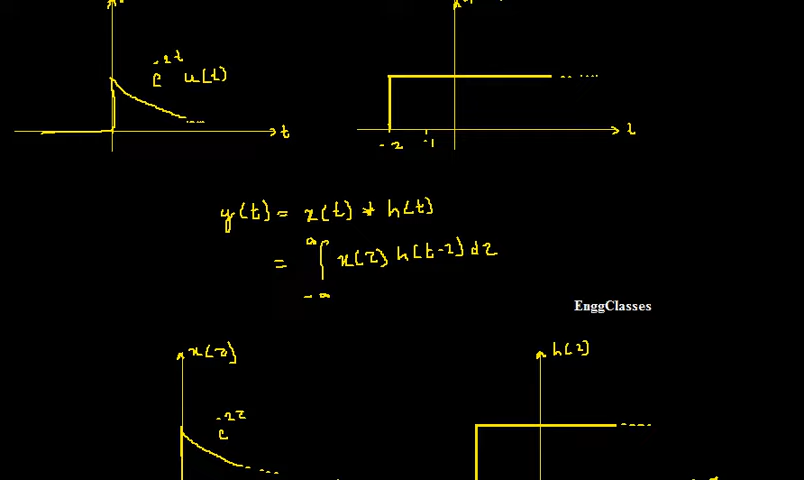 e^-2t u(t)
t
-2 -1 t
y(t) = x(t) * h(t)
= ∞ ∫ -∞ x(τ) h(t-τ) dτ
EnggClasses
x(τ) h(τ)
e^-2τ